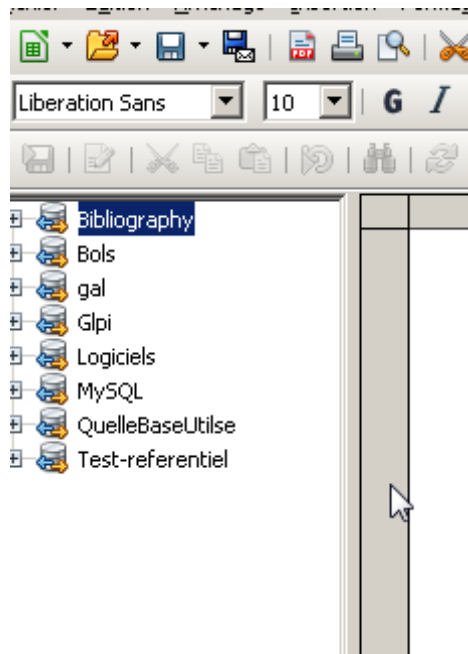 Liberation Sans 10 G I
Bibliography
Bols
gal
Glpi
Logiciels
MySQL
QuelleBaseUtilse
Test-referentiel